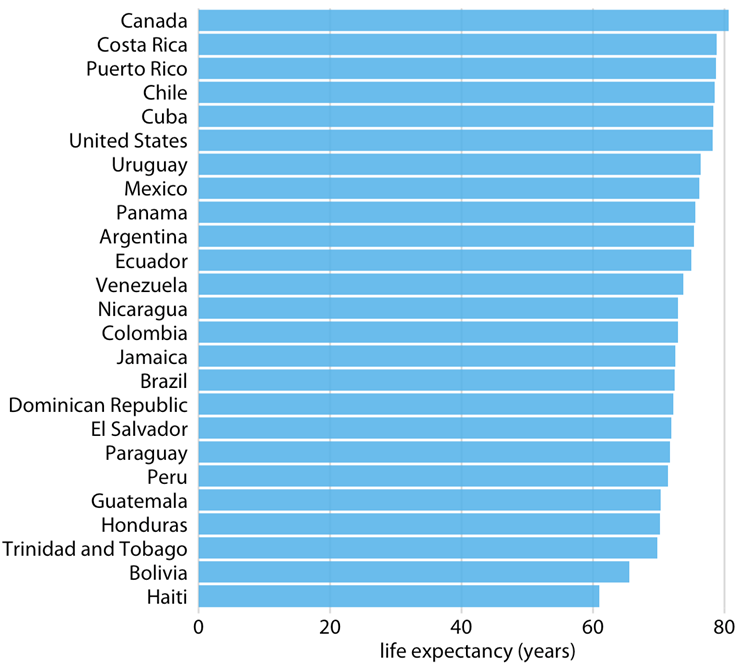 Canada
Costa Rica
Puerto Rico
Chile
Cuba
United States
Uruguay
Mexico
Panama
Argentina
Ecuador
Venezuela
Nicaragua
Colombia
Jamaica
Brazil
Dominican Republic
El Salvador
Paraguay
Peru
Guatemala
Honduras
Trinidad and Tobago
Bolivia
Haiti
0 20 40 60 80
life expectancy (years)